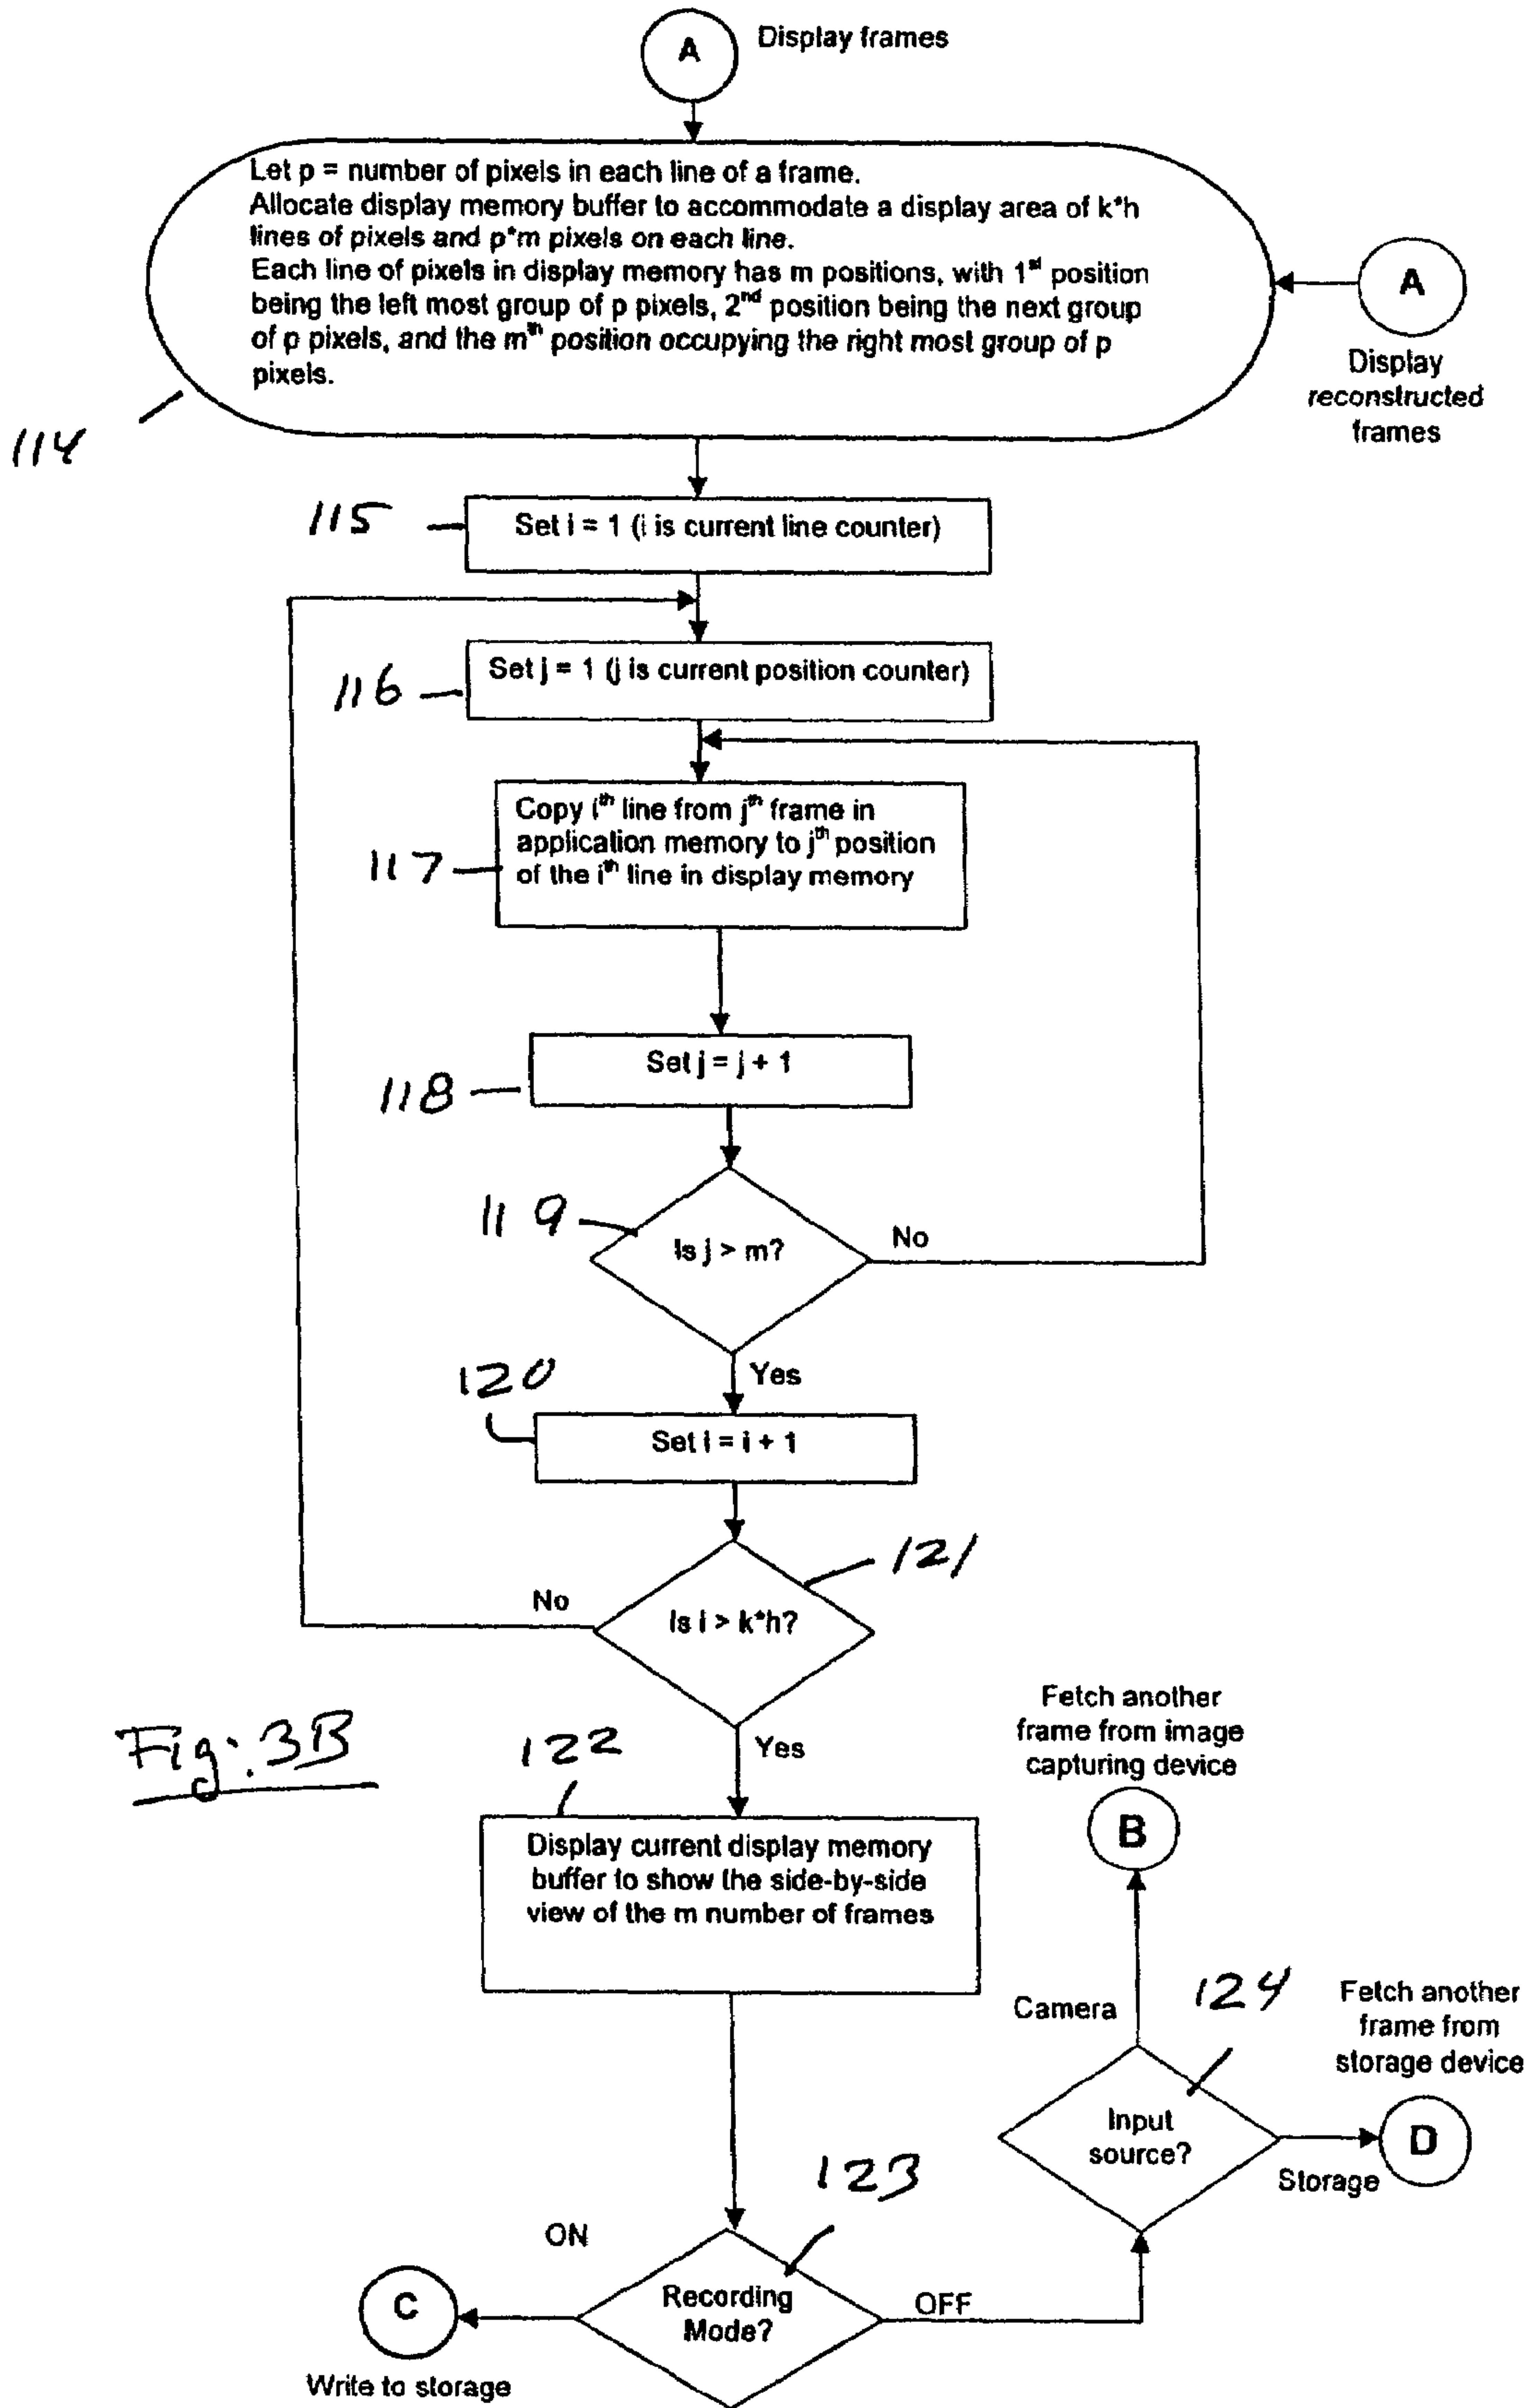 A
Display frames
Let p = number of pixels in each line of a frame.
Allocate display memory buffer to accommodate a display area of k*h
lines of pixels and p*m pixels on each line.
Each line of pixels in display memory has m positions, with 1st position
being the left most group of p pixels, 2nd position being the next group
of p pixels, and the mth position occupying the right most group of p
pixels.
A
Display
reconstructed
frames
114
115
Set i = 1 (i is current line counter)
116
Set j = 1 (j is current position counter)
117
Copy ith line from jth frame in
application memory to jth position
of the ith line in display memory
118
Set j = j + 1
119
Is j > m?
No
Yes
120
Set i = i + 1
121
Is i > k*h?
No
Yes
Fig: 3B
122
Display current display memory
buffer to show the side-by-side
view of the m number of frames
Fetch another
frame from image
capturing device
B
Camera
124
Fetch another
frame from
storage device
Input
source?
D
Storage
123
ON
Recording
Mode?
OFF
C
Write to storage